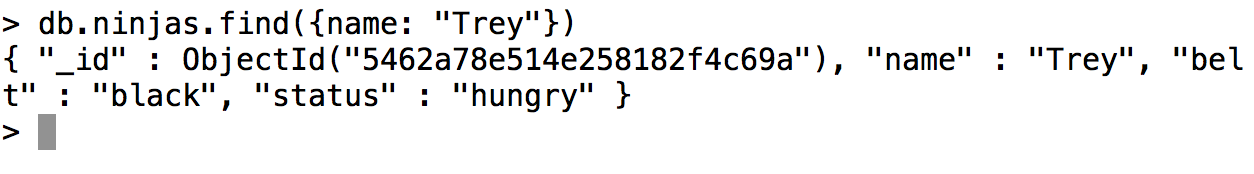 > db.ninjas.find({name: "Trey"})
{ "_id" : ObjectId("5462a78e514e258182f4c69a"), "name" : "Trey", "bel
t" : "black", "status" : "hungry" }
>